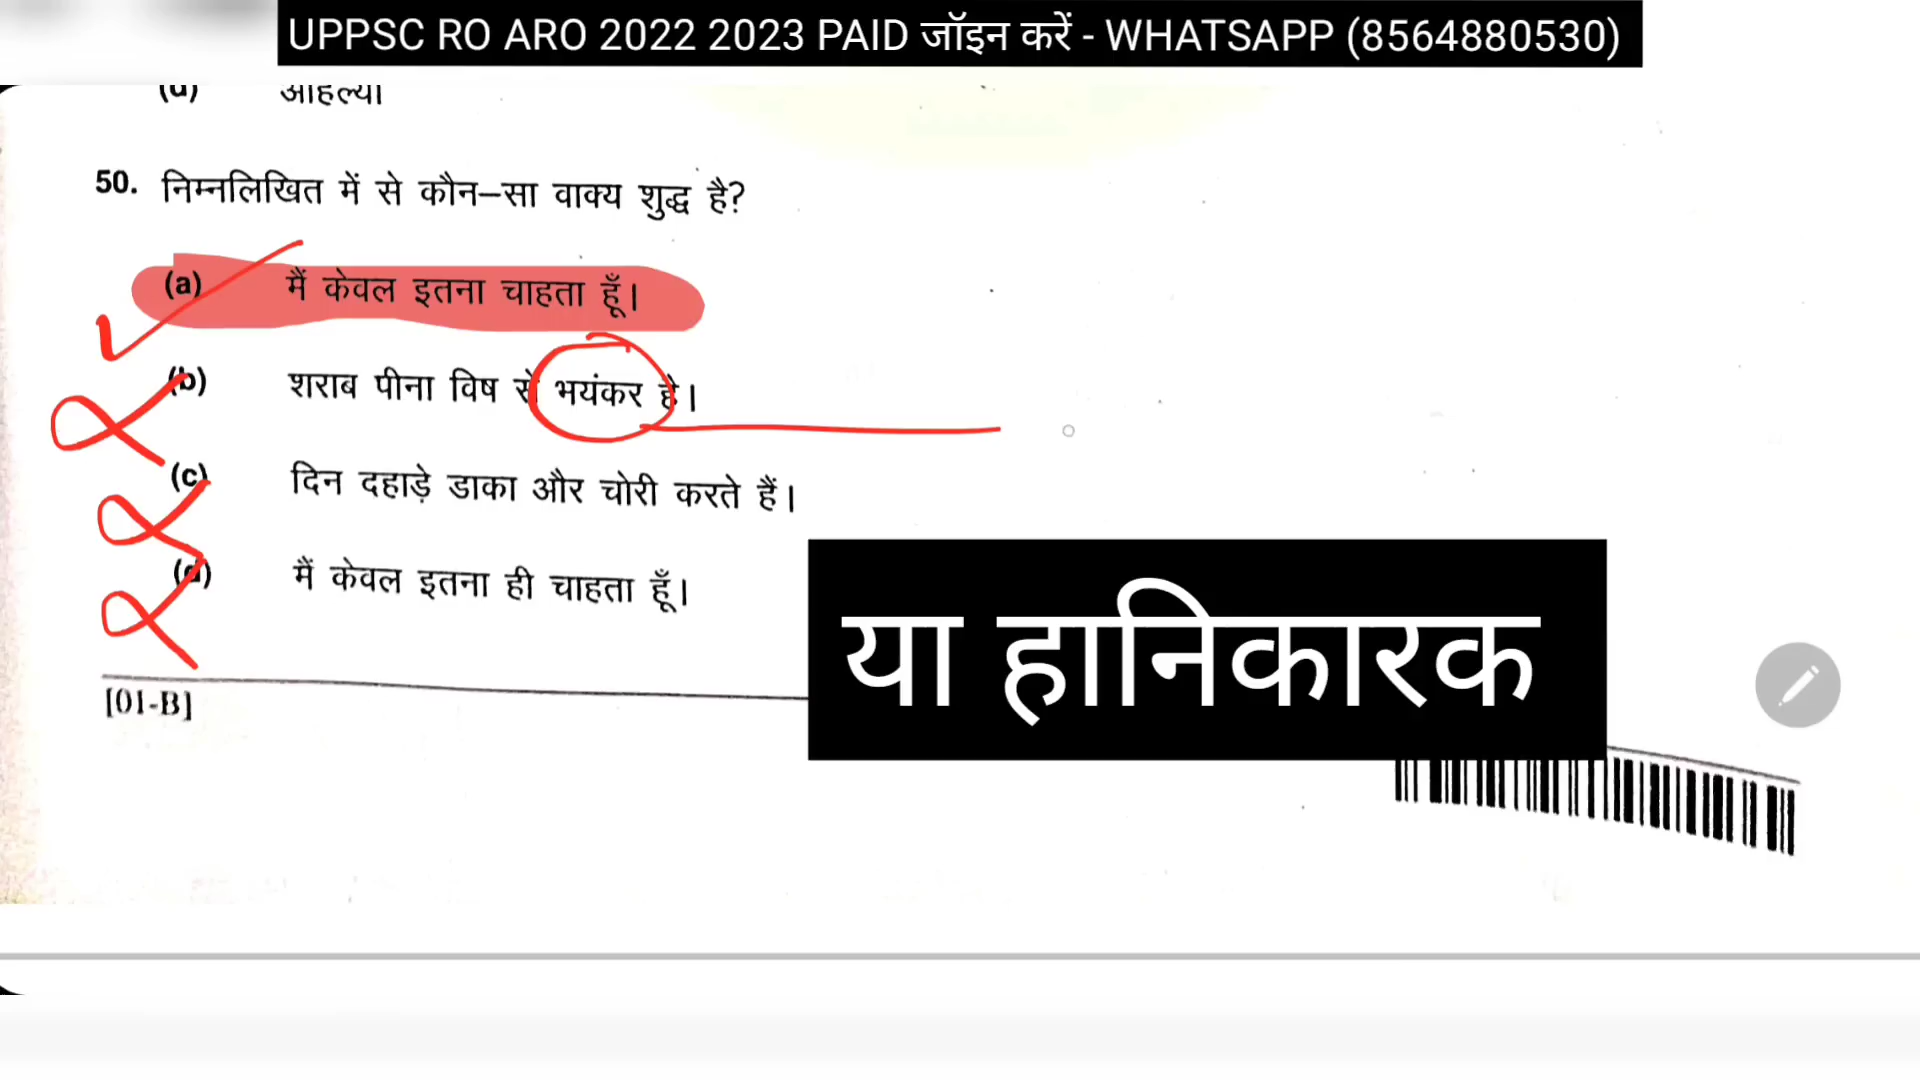 UPPSC RO ARO 2022 2023 PAID जॉइन करें - WHATSAPP (8564880530)
(d) आहिल्या
50. निम्नलिखित में से कौन–सा वाक्य शुद्ध है?
(a) मैं केवल इतना चाहता हूँ।
(b) शराब पीना विष से भयंकर है।
(c) दिन दहाड़े डाका और चोरी करते हैं।
(d) मैं केवल इतना ही चाहता हूँ।
या हानिकारक
[01-B]